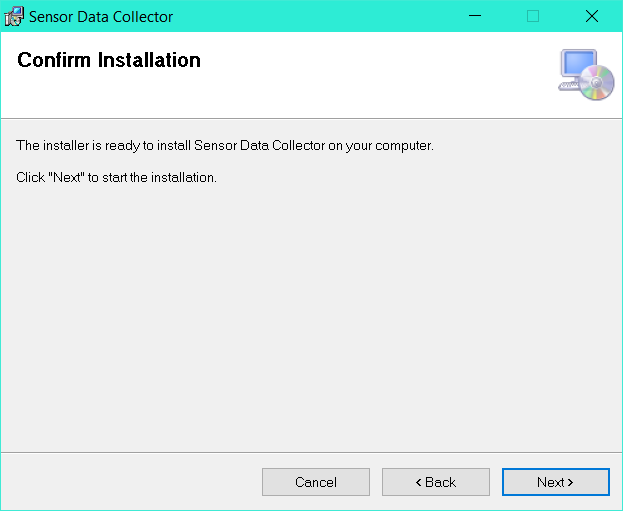 Sensor Data Collector
Confirm Installation
The installer is ready to install Sensor Data Collector on your computer.
Click "Next" to start the installation.
Cancel
< Back
Next >